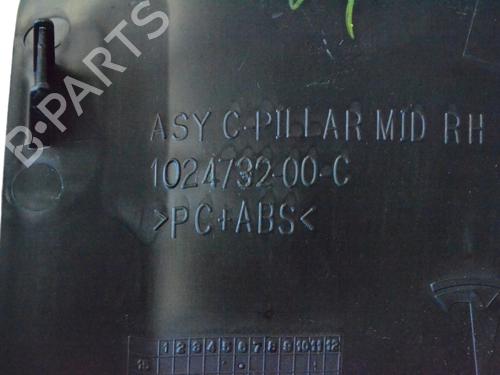 B-PARTS
ASY C-PILLAR MID RH
1024732-00-C
>PC+ABS<
1 2 3 4 5 6 7 8 9 10 11 12
15